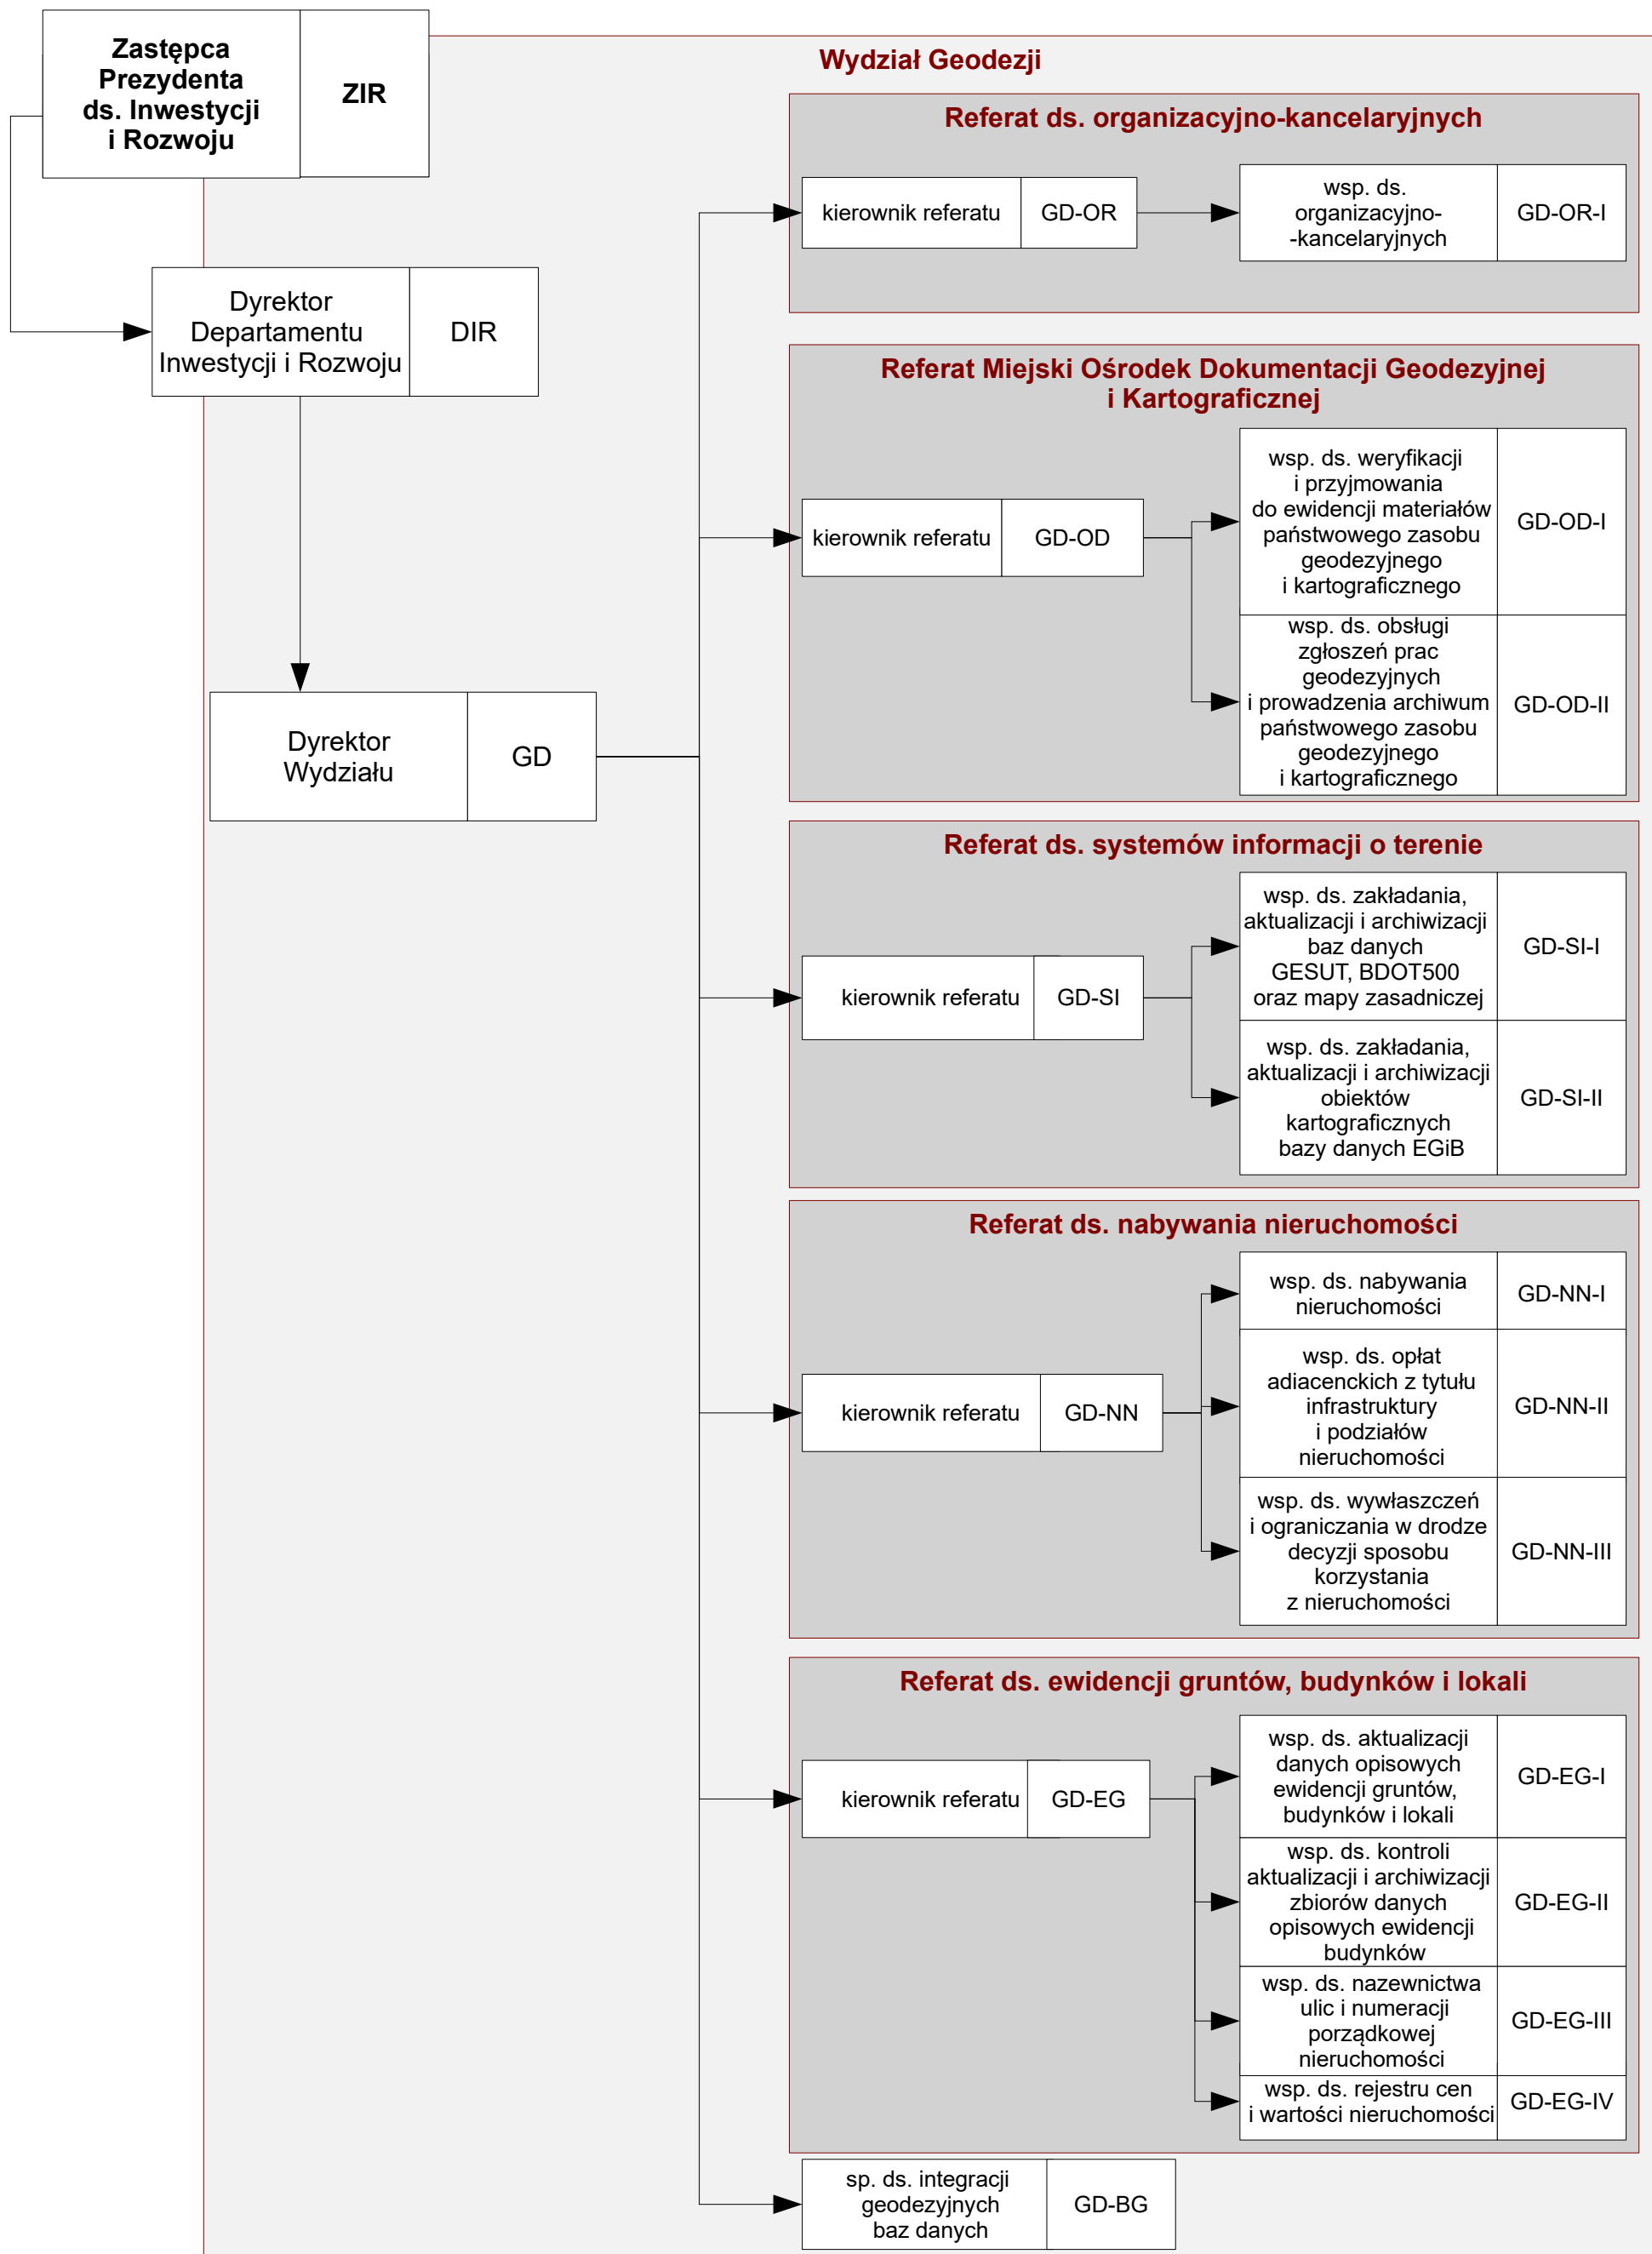 Zastępca
Prezydenta
ds. Inwestycji
i Rozwoju
ZIR
Wydział Geodezji
Referat ds. organizacyjno-kancelaryjnych
kierownik referatu
GD-OR
wsp. ds.
organizacyjno-
-kancelaryjnych
GD-OR-I
Dyrektor
Departamentu
Inwestycji i Rozwoju
DIR
Referat Miejski Ośrodek Dokumentacji Geodezyjnej
i Kartograficznej
kierownik referatu
GD-OD
wsp. ds. weryfikacji
i przyjmowania
do ewidencji materiałów
państwowego zasobu
geodezyjnego
i kartograficznego
GD-OD-I
wsp. ds. obsługi
zgłoszeń prac
geodezyjnych
i prowadzenia archiwum
państwowego zasobu
geodezyjnego
i kartograficznego
GD-OD-II
Dyrektor
Wydziału
GD
Referat ds. systemów informacji o terenie
kierownik referatu
GD-SI
wsp. ds. zakładania,
aktualizacji i archiwizacji
baz danych
GESUT, BDOT500
oraz mapy zasadniczej
GD-SI-I
wsp. ds. zakładania,
aktualizacji i archiwizacji
obiektów
kartograficznych
bazy danych EGiB
GD-SI-II
Referat ds. nabywania nieruchomości
kierownik referatu
GD-NN
wsp. ds. nabywania
nieruchomości
GD-NN-I
wsp. ds. opłat
adiacenckich z tytułu
infrastruktury
i podziałów
nieruchomości
GD-NN-II
wsp. ds. wywłaszczeń
i ograniczania w drodze
decyzji sposobu
korzystania
z nieruchomości
GD-NN-III
Referat ds. ewidencji gruntów, budynków i lokali
kierownik referatu
GD-EG
wsp. ds. aktualizacji
danych opisowych
ewidencji gruntów,
budynków i lokali
GD-EG-I
wsp. ds. kontroli
aktualizacji i archiwizacji
zbiorów danych
opisowych ewidencji
budynków
GD-EG-II
wsp. ds. nazewnictwa
ulic i numeracji
porządkowej
nieruchomości
GD-EG-III
wsp. ds. rejestru cen
i wartości nieruchomości
GD-EG-IV
sp. ds. integracji
geodezyjnych
baz danych
GD-BG